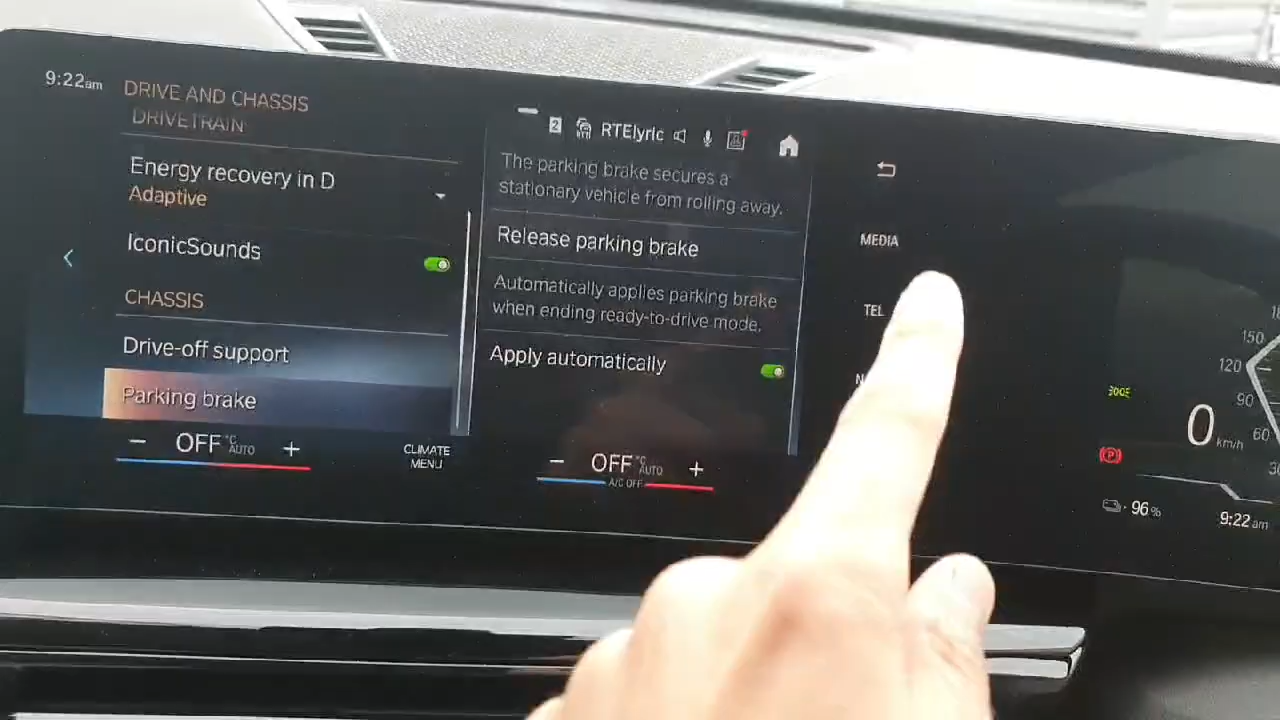 9:22am
DRIVE AND CHASSIS
DRIVETRAIN
Energy recovery in D
Adaptive
IconicSounds
CHASSIS
Drive-off support
Parking brake
− OFF °C AUTO +
CLIMATE
MENU
2
RTElyric
The parking brake secures a
stationary vehicle from rolling away.
Release parking brake
Automatically applies parking brake
when ending ready-to-drive mode.
Apply automatically
− OFF °C AUTO +
A/C OFF
MEDIA
TEL
150
120
90
60
0 km/h
P
96 %
9:22 am